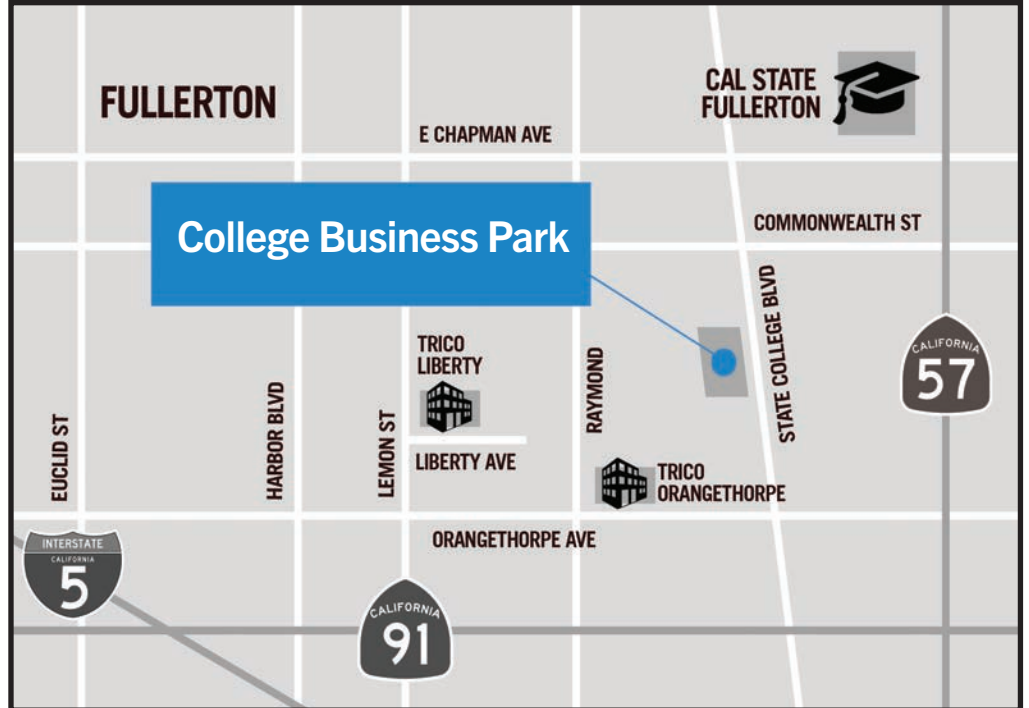 FULLERTON
CAL STATE
FULLERTON
E CHAPMAN AVE
College Business Park
COMMONWEALTH ST
TRICO
LIBERTY
RAYMOND
STATE COLLEGE BLVD
CALIFORNIA
57
EUCLID ST
HARBOR BLVD
LEMON ST
LIBERTY AVE
TRICO
ORANGETHORPE
ORANGETHORPE AVE
INTERSTATE
CALIFORNIA
5
CALIFORNIA
91